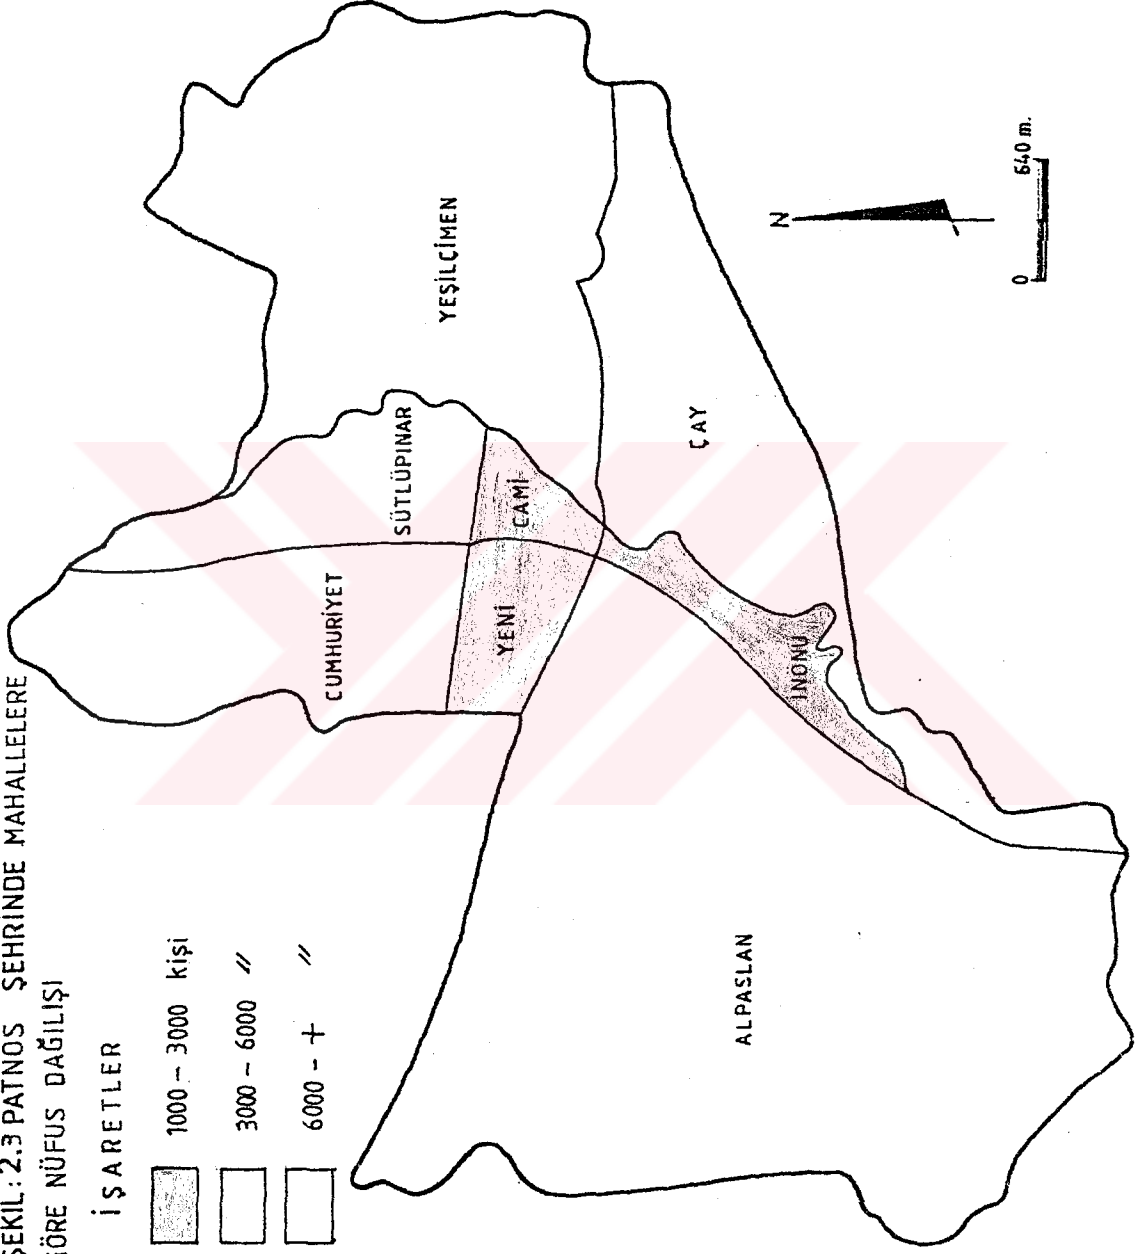 ŞEKİL: 2.3 PATNOS ŞEHRİNDE MAHALLELERE
GÖRE NÜFUS DAĞILIŞI
İŞARETLER
1000 – 3000 kişi
3000 – 6000 〃
6000 - + 〃
CUMHURİYET
SÜTLÜPINAR
YEŞİLÇİMEN
YENİ
CAMİ
ÇAY
İNÖNÜ
ALPASLAN
N
0 640 m.